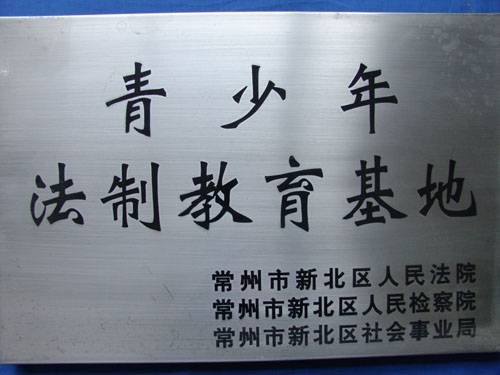 青少年
法制教育基地
常州市新北区人民法院
常州市新北区人民检察院
常州市新北区社会事业局